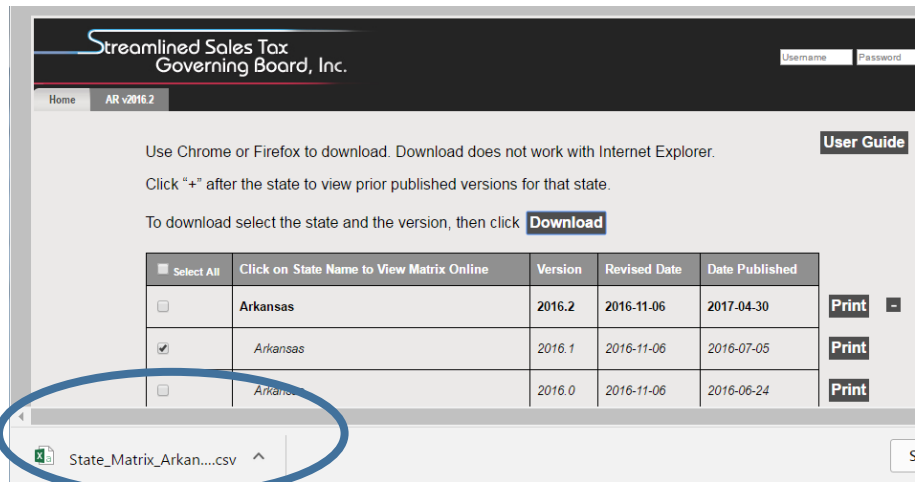 Streamlined Sales Tax
Governing Board, Inc.
Username Password
Home AR v2016.2
User Guide
Use Chrome or Firefox to download. Download does not work with Internet Explorer.
Click “+” after the state to view prior published versions for that state.
To download select the state and the version, then click Download
Select All Click on State Name to View Matrix Online Version Revised Date Date Published
Arkansas 2016.2 2016-11-06 2017-04-30 Print -
Arkansas 2016.1 2016-11-06 2016-07-05 Print
Arkansas 2016.0 2016-11-06 2016-06-24 Print
State_Matrix_Arkan....csv
S